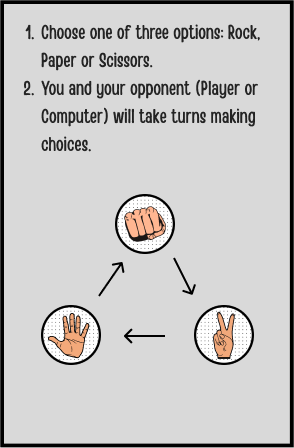 1. Choose one of three options: Rock,
Paper or Scissors.
2. You and your opponent (Player or
Computer) will take turns making
choices.